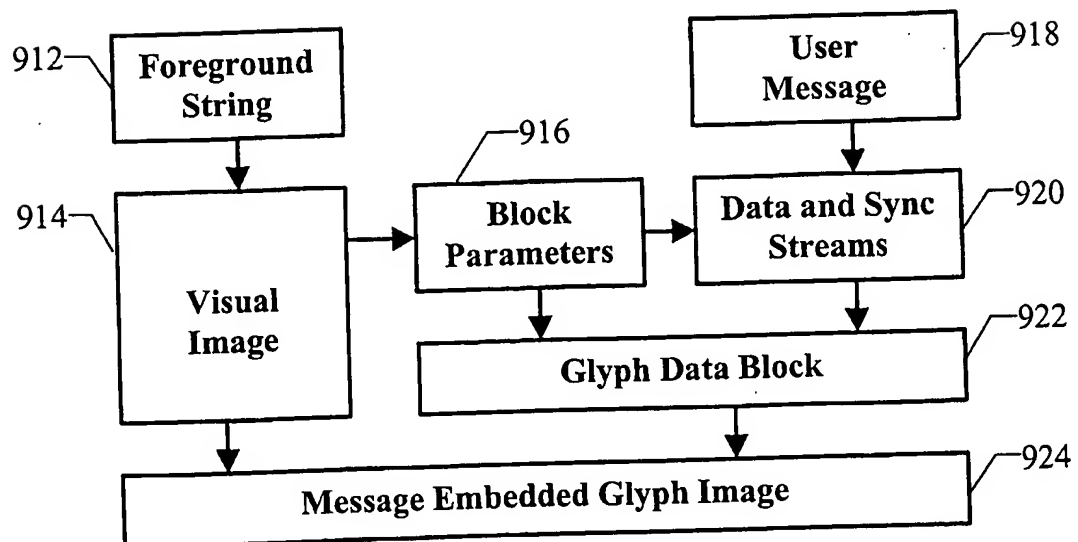 912
Foreground
String
User
Message
918
916
914
Block
Parameters
Data and Sync
Streams
920
Visual
Image
922
Glyph Data Block
924
Message Embedded Glyph Image